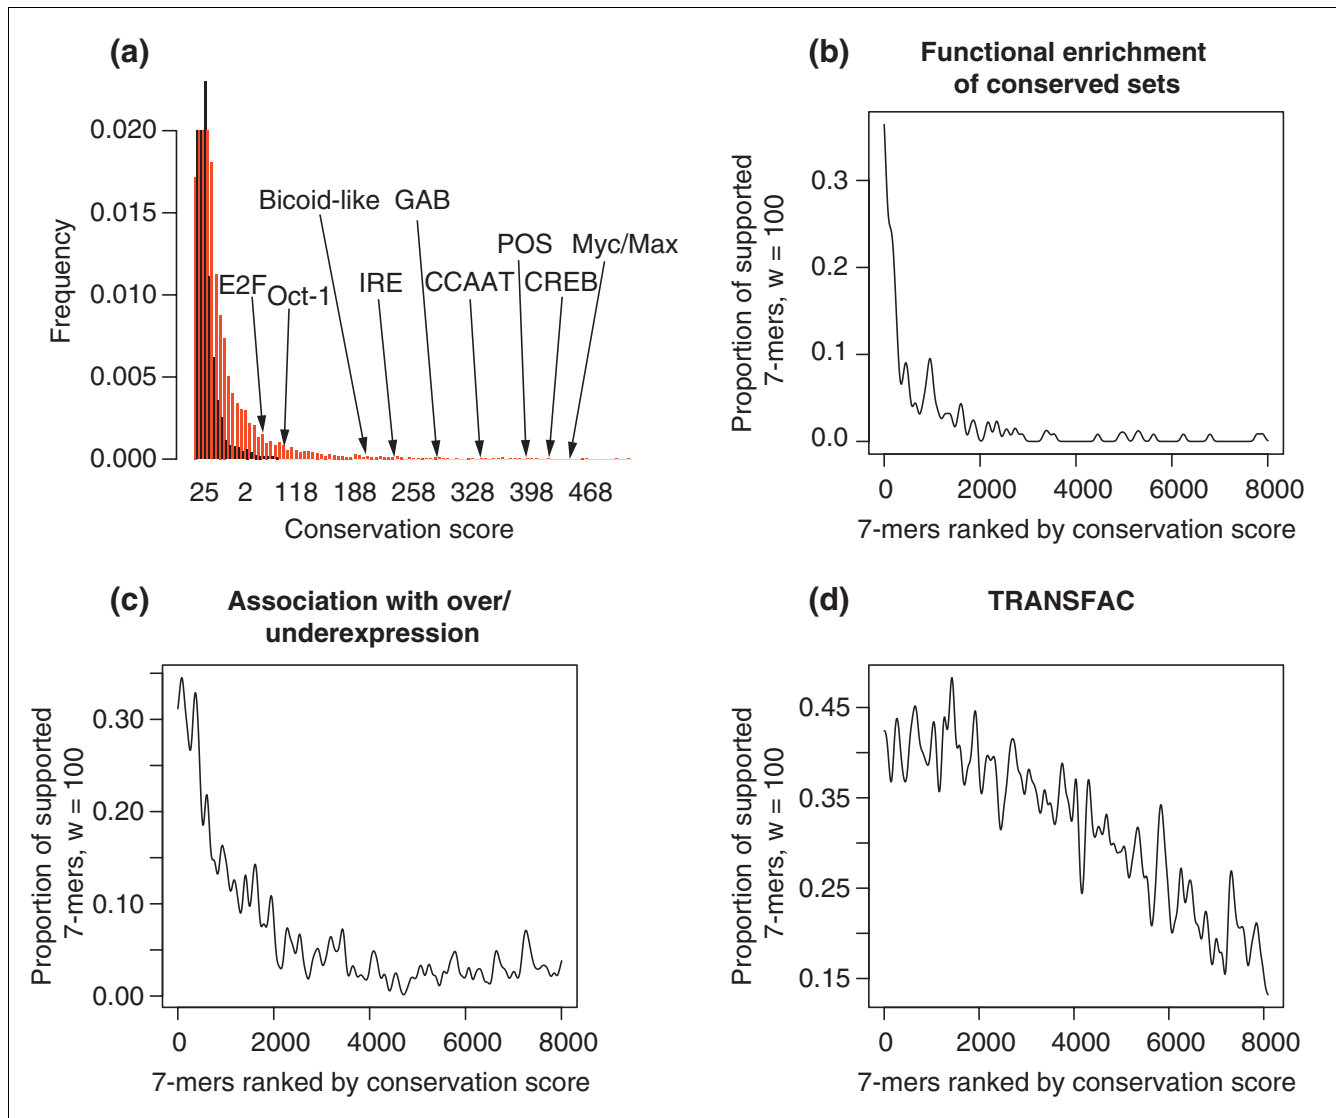 (a)
Frequency
0.020
0.015
0.010
0.005
0.000
Bicoid-like GAB
POS Myc/Max
E2F Oct-1 IRE CCAAT CREB
25 2 118 188 258 328 398 468
Conservation score
(b) Functional enrichment
of conserved sets
Proportion of supported
7-mers, w = 100
0.3
0.2
0.1
0.0
0 2000 4000 6000 8000
7-mers ranked by conservation score
(c) Association with over/
underexpression
Proportion of supported
7-mers, w = 100
0.30
0.20
0.10
0.00
0 2000 4000 6000 8000
7-mers ranked by conservation score
(d) TRANSFAC
Proportion of supported
7-mers, w = 100
0.45
0.35
0.25
0.15
0 2000 4000 6000 8000
7-mers ranked by conservation score